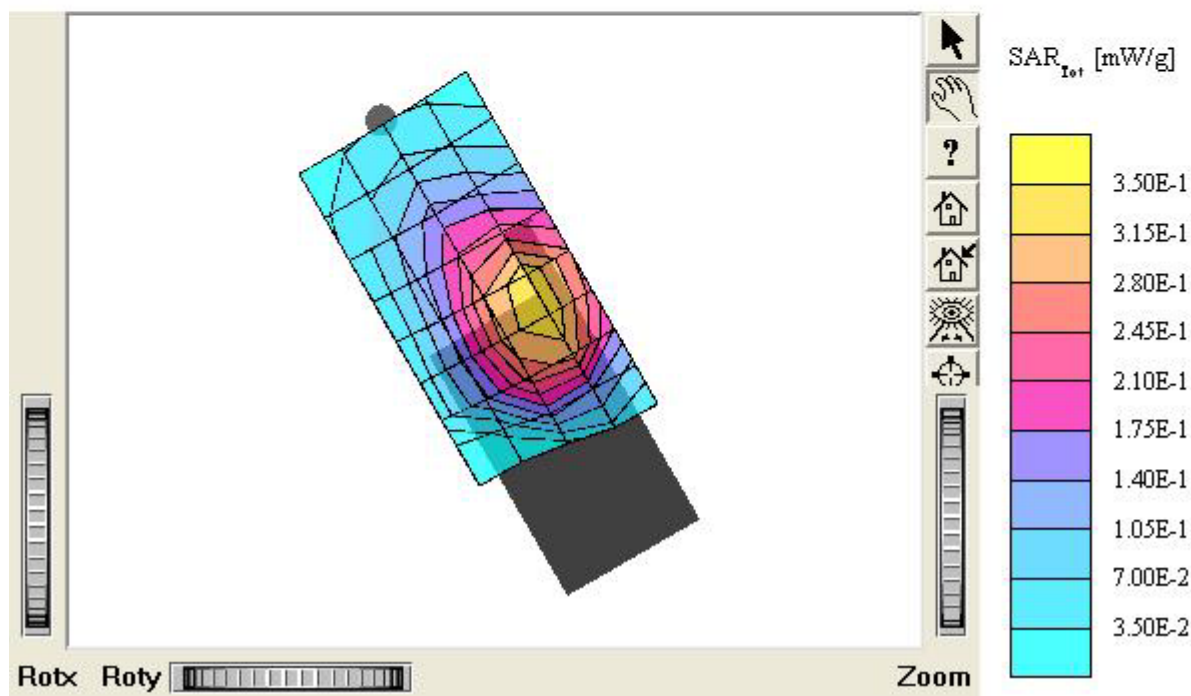 SAR_Tot [mW/g]
?
3.50E-1
3.15E-1
2.80E-1
2.45E-1
2.10E-1
1.75E-1
1.40E-1
1.05E-1
7.00E-2
3.50E-2
Rotx Roty Zoom